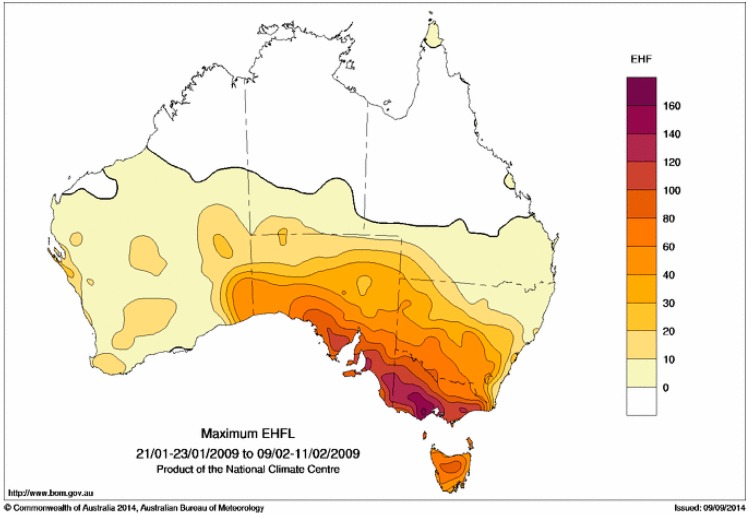 EHF
160
140
120
100
80
60
40
30
20
10
0
Maximum EHFL
21/01-23/01/2009 to 09/02-11/02/2009
Product of the National Climate Centre
http://www.bom.gov.au
© Commonwealth of Australia 2014, Australian Bureau of Meteorology
Issued: 09/09/2014